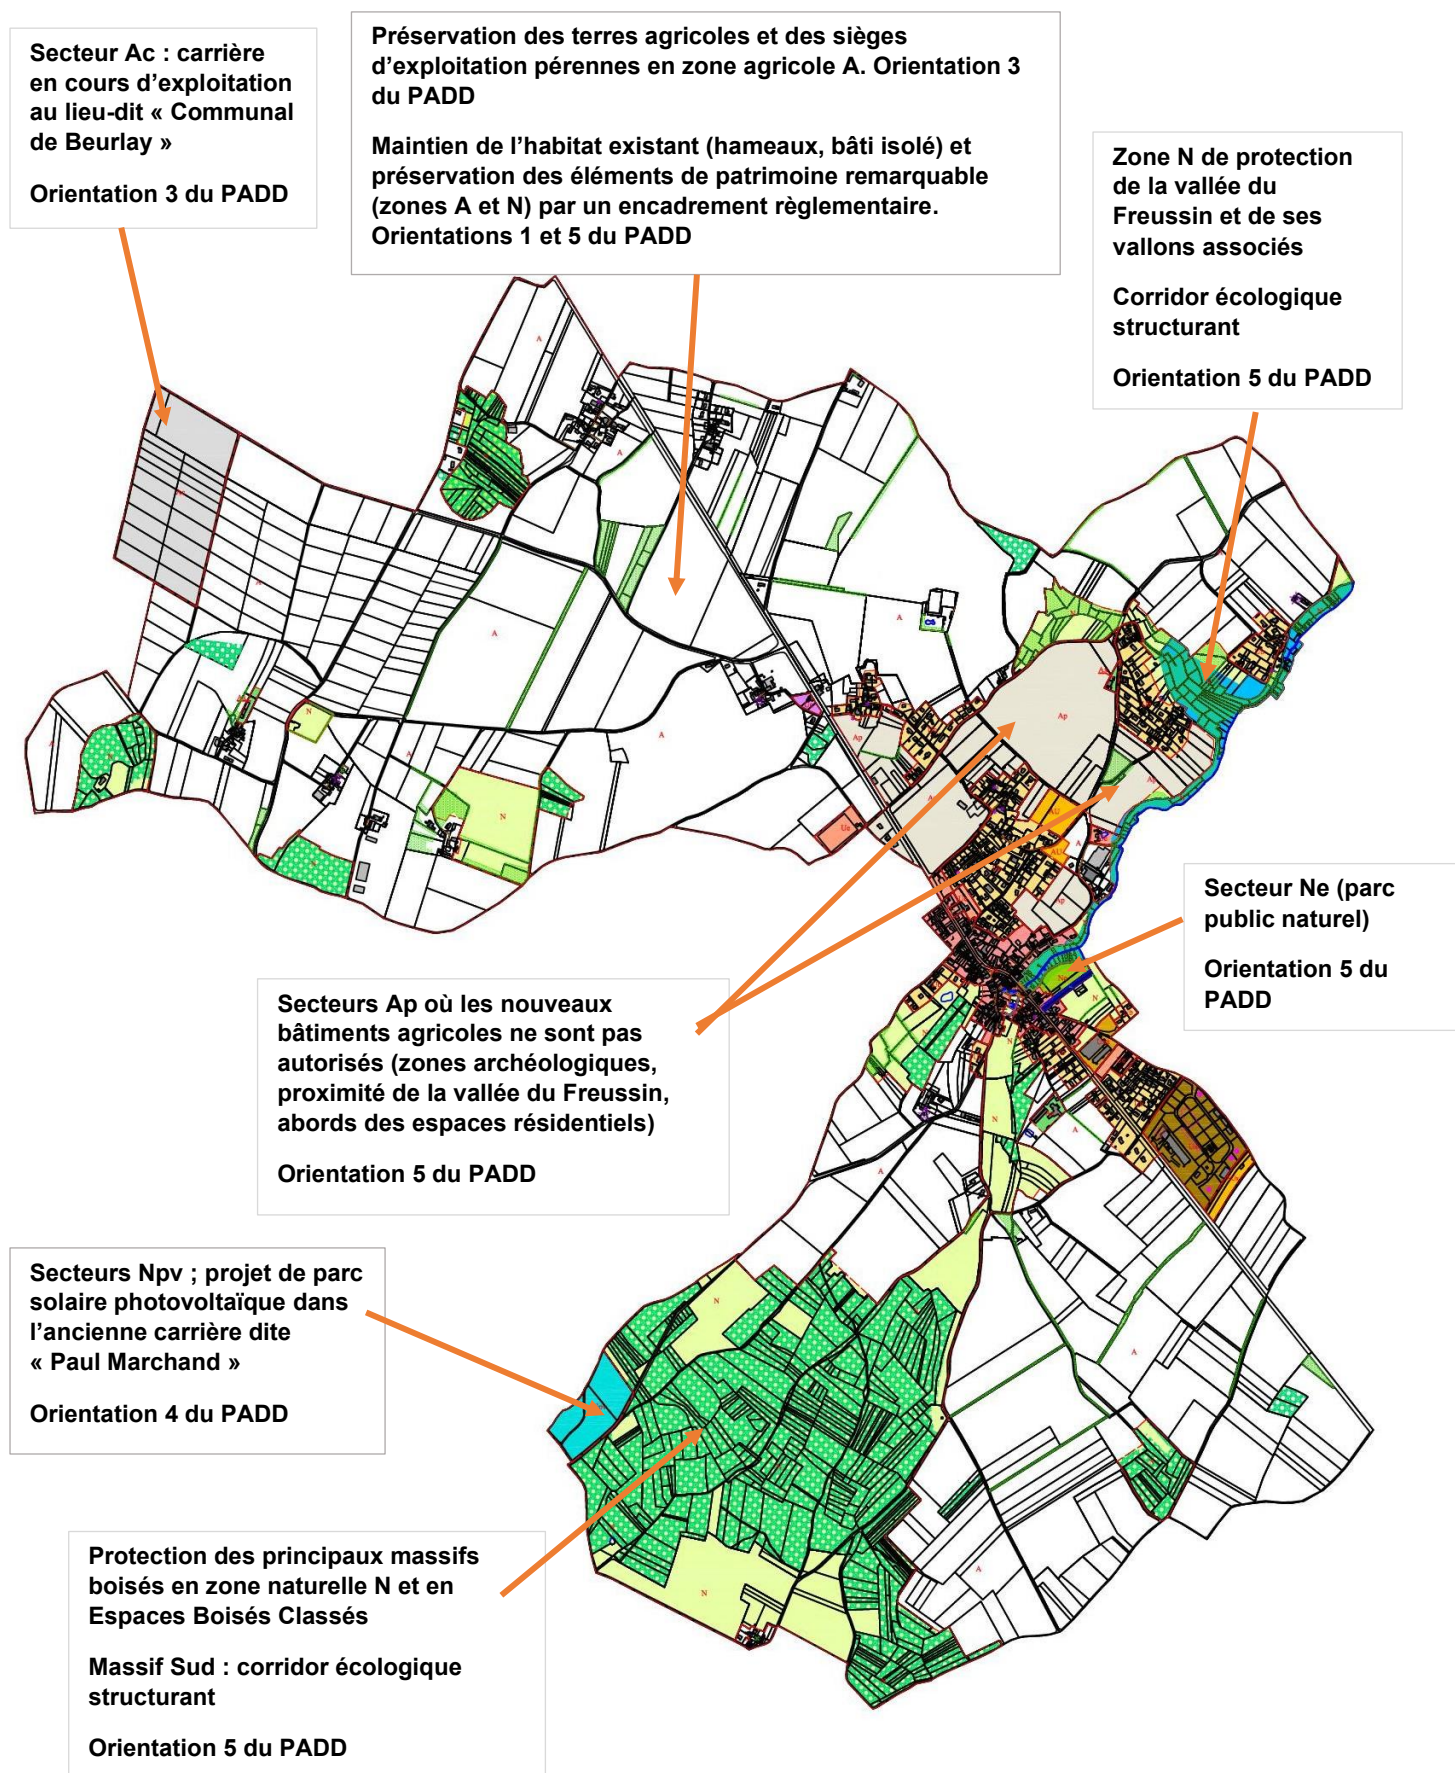 Secteur Ac : carrière
en cours d’exploitation
au lieu-dit « Communal
de Beurlay »
Orientation 3 du PADD
Préservation des terres agricoles et des sièges
d’exploitation pérennes en zone agricole A. Orientation 3
du PADD
Maintien de l’habitat existant (hameaux, bâti isolé) et
préservation des éléments de patrimoine remarquable
(zones A et N) par un encadrement règlementaire.
Orientations 1 et 5 du PADD
Zone N de protection
de la vallée du
Freussin et de ses
vallons associés
Corridor écologique
structurant
Orientation 5 du PADD
A
A
A
A
A
N
A
A
N
Ap
Ap
Ue
AU
AU
A
Ap
Secteur Ne (parc
public naturel)
Orientation 5 du
PADD
Secteurs Ap où les nouveaux
bâtiments agricoles ne sont pas
autorisés (zones archéologiques,
proximité de la vallée du Freussin,
abords des espaces résidentiels)
Orientation 5 du PADD
Ne
N
N
N
A
A
Secteurs Npv ; projet de parc
solaire photovoltaïque dans
l’ancienne carrière dite
« Paul Marchand »
Orientation 4 du PADD
N
A
A
N
Protection des principaux massifs
boisés en zone naturelle N et en
Espaces Boisés Classés
Massif Sud : corridor écologique
structurant
Orientation 5 du PADD